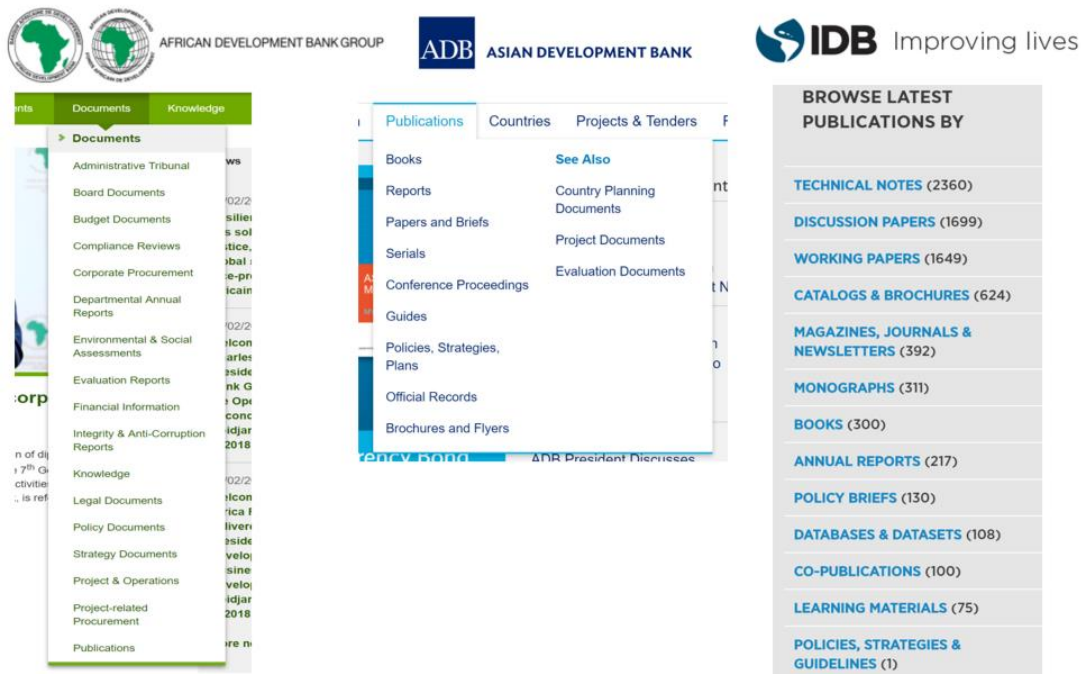 AFRICAN DEVELOPMENT BANK GROUP
Documents
Knowledge
Documents
Administrative Tribunal
Board Documents
Budget Documents
Compliance Reviews
Corporate Procurement
Departmental Annual
Reports
Environmental & Social
Assessments
Evaluation Reports
Financial Information
Integrity & Anti-Corruption
Reports
Knowledge
Legal Documents
Policy Documents
Strategy Documents
Project & Operations
Project-related
Procurement
Publications
ADB ASIAN DEVELOPMENT BANK
Publications
Countries
Projects & Tenders
Books
Reports
Papers and Briefs
Serials
Conference Proceedings
Guides
Policies, Strategies,
Plans
Official Records
Brochures and Flyers
See Also
Country Planning
Documents
Project Documents
Evaluation Documents
ADB President Discusses
IDB Improving lives
BROWSE LATEST
PUBLICATIONS BY
TECHNICAL NOTES (2360)
DISCUSSION PAPERS (1699)
WORKING PAPERS (1649)
CATALOGS & BROCHURES (624)
MAGAZINES, JOURNALS &
NEWSLETTERS (392)
MONOGRAPHS (311)
BOOKS (300)
ANNUAL REPORTS (217)
POLICY BRIEFS (130)
DATABASES & DATASETS (108)
CO-PUBLICATIONS (100)
LEARNING MATERIALS (75)
POLICIES, STRATEGIES &
GUIDELINES (1)